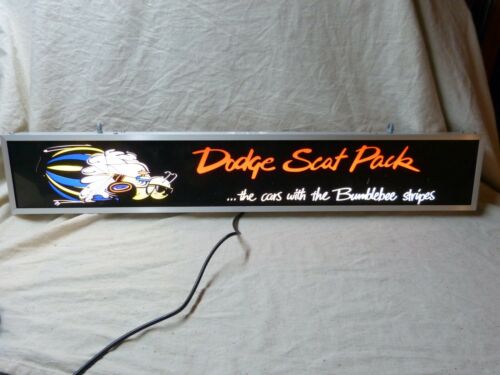 Dodge Scat Pack
...the cars with the Bumblebee stripes